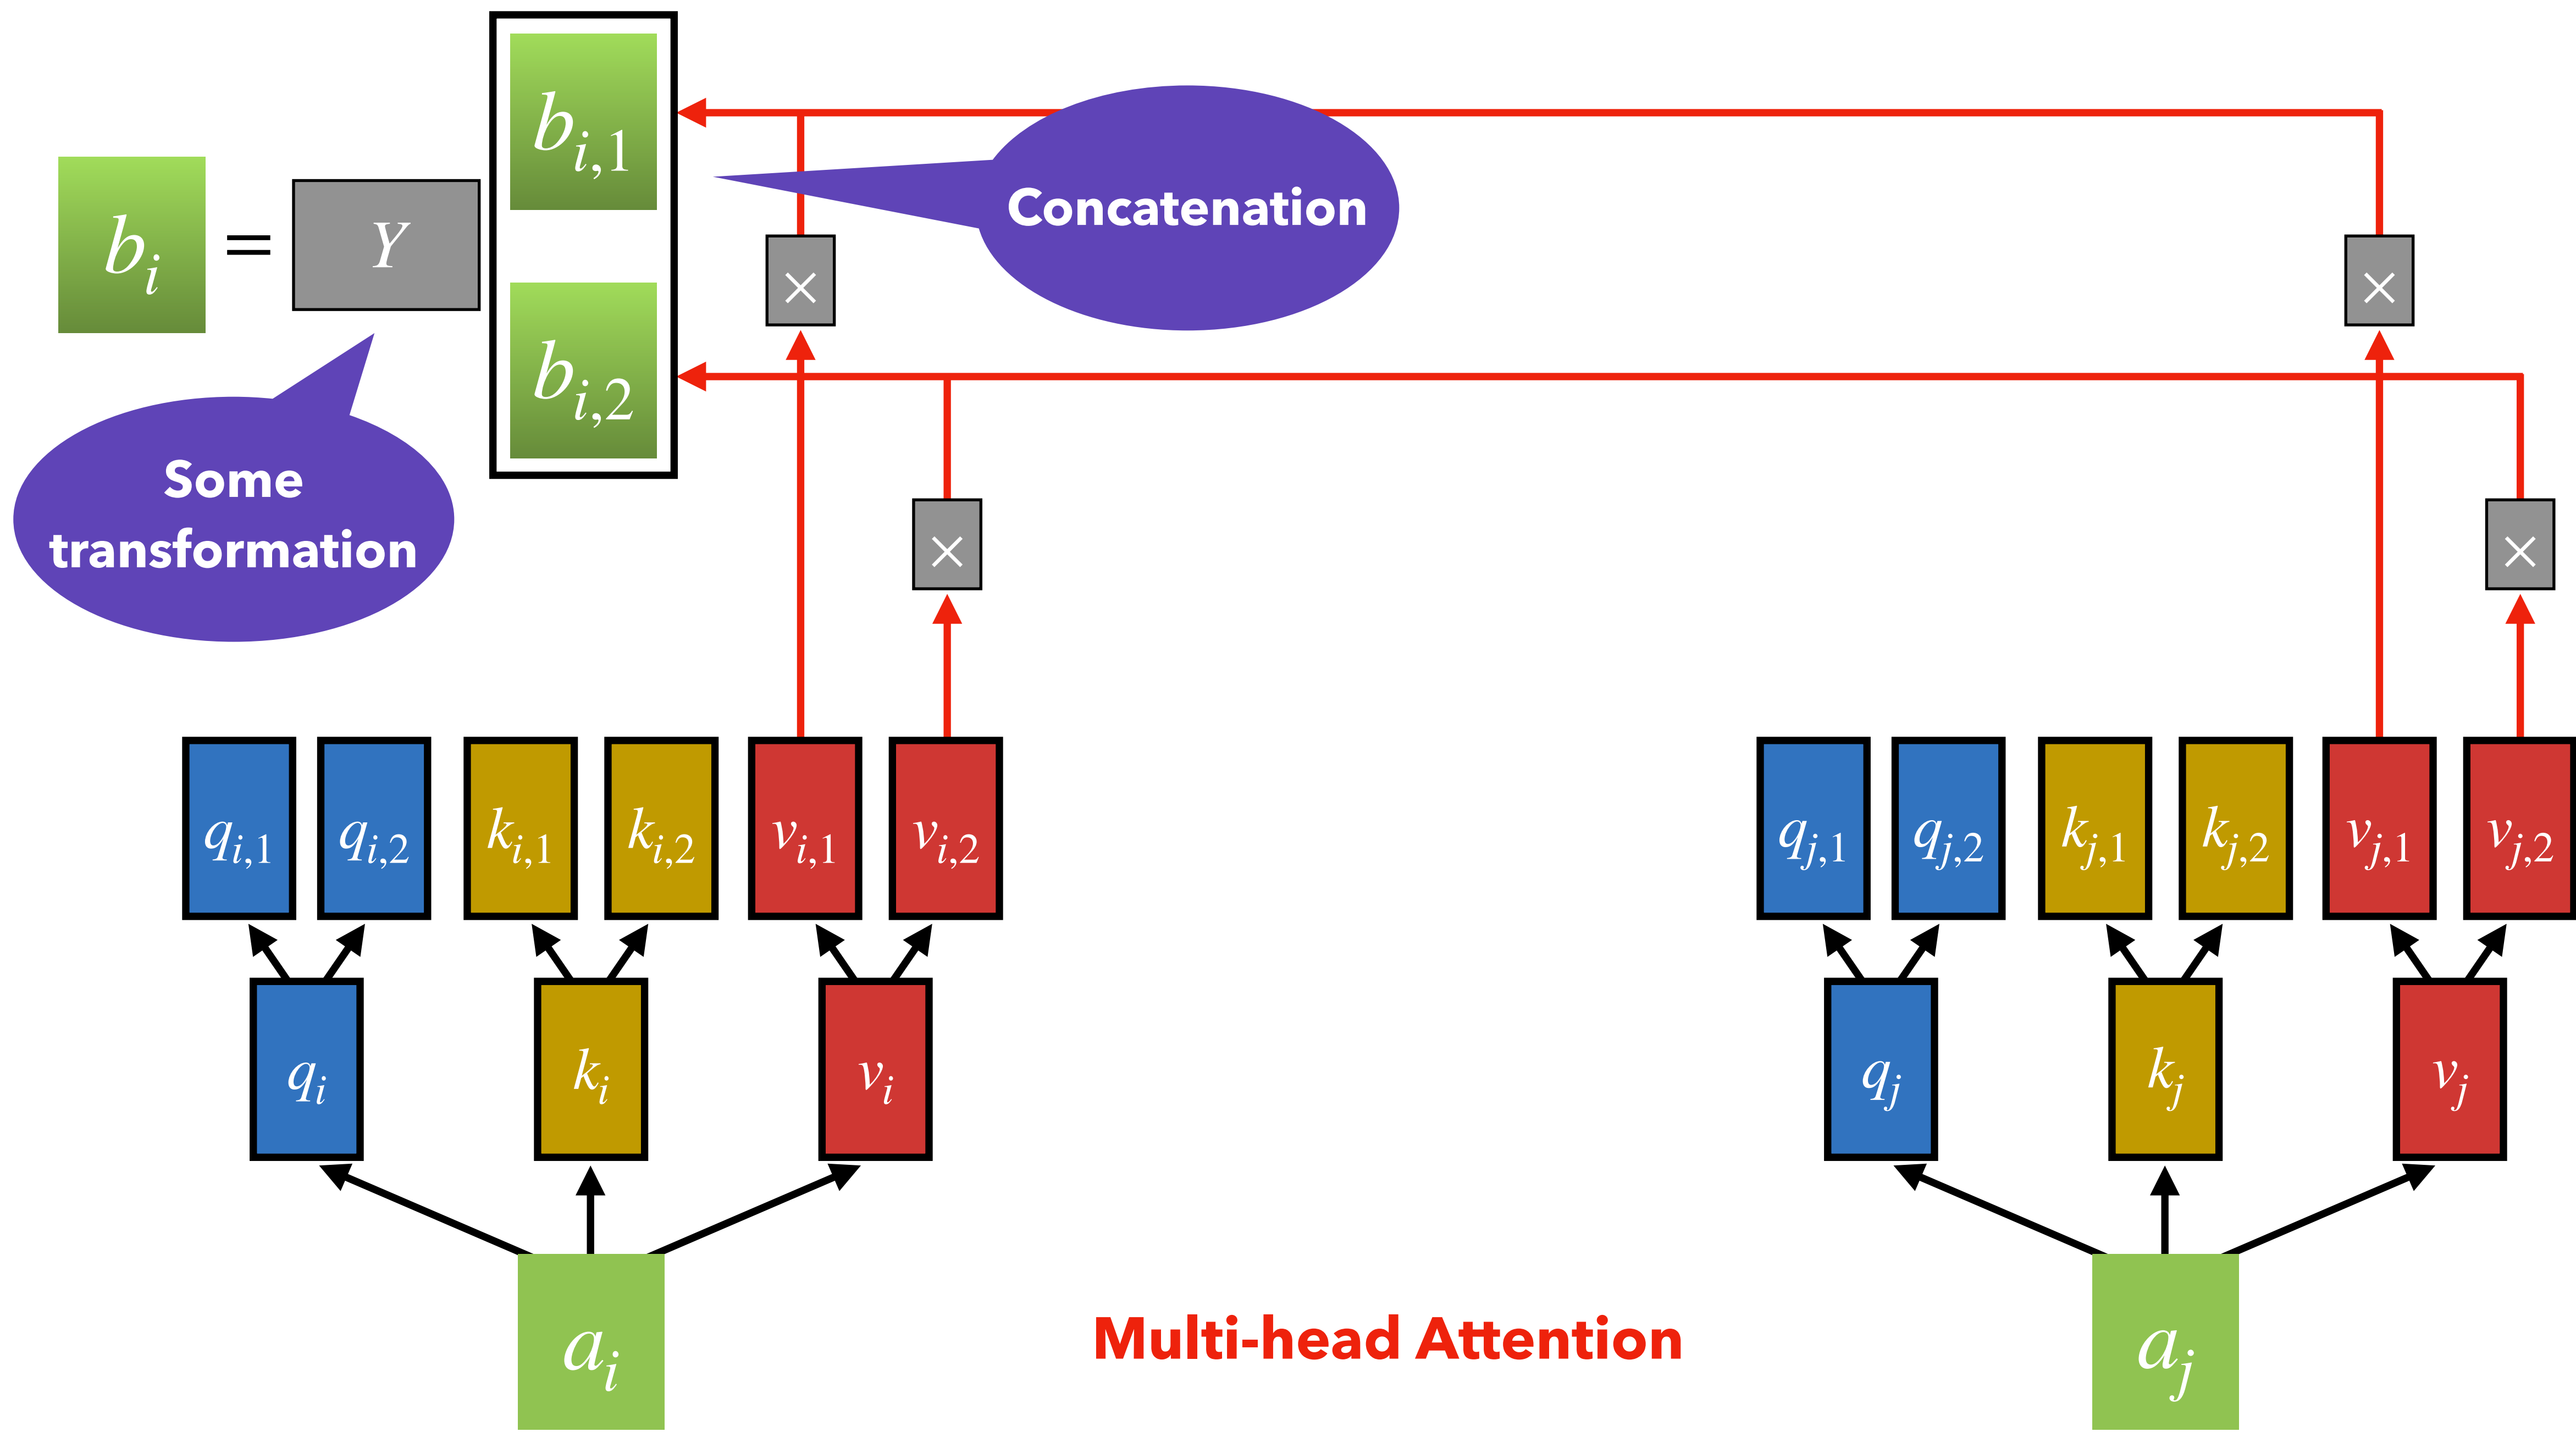 b_{i,1}
Concatenation
b_i = Y
×
×
b_{i,2}
Some
transformation
×
×
q_{i,1} q_{i,2} k_{i,1} k_{i,2} v_{i,1} v_{i,2}
q_{j,1} q_{j,2} k_{j,1} k_{j,2} v_{j,1} v_{j,2}
q_i k_i v_i
q_j k_j v_j
a_i
Multi-head Attention
a_j